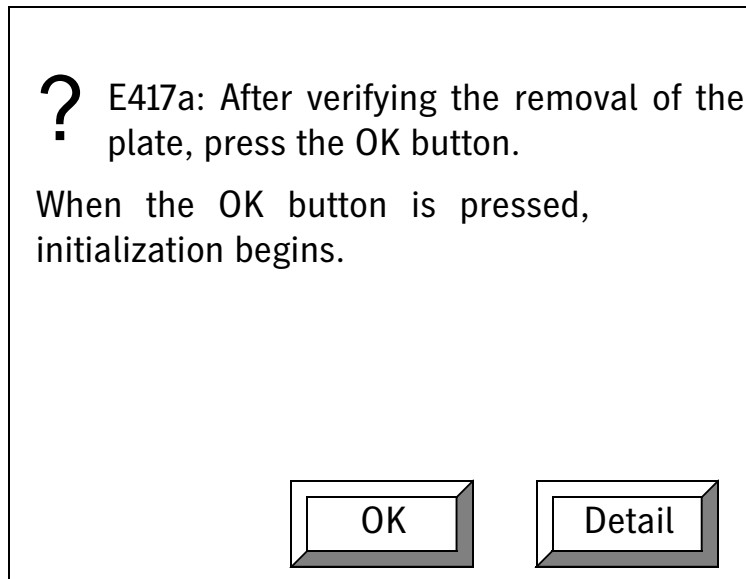 ? E417a: After verifying the removal of the
plate, press the OK button.
When the OK button is pressed,
initialization begins.
OK Detail